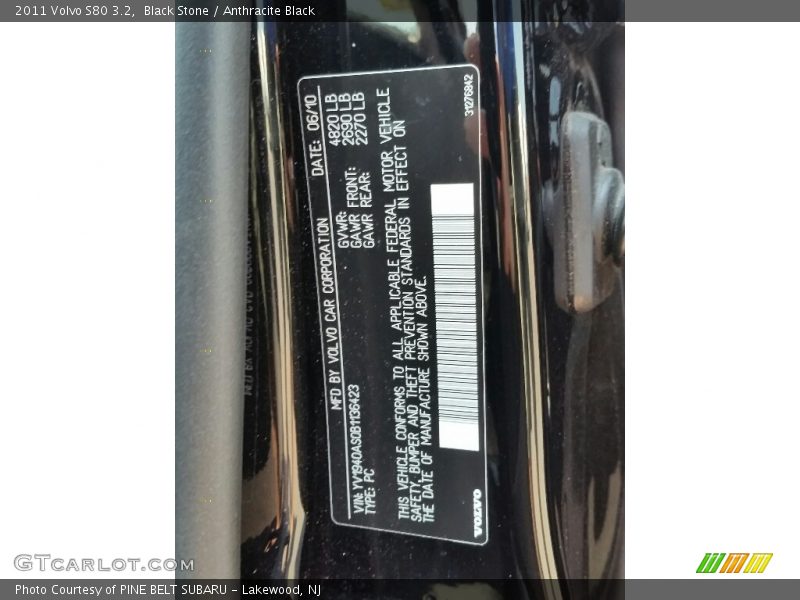 2011 Volvo S80 3.2,  Black Stone / Anthracite Black
MFD BY VOLVO CAR CORPORATION DATE: 06/10
GVWR: 4820 LB
GAWR FRONT: 2690 LB
GAWR REAR: 2270 LB
VIN: YV1940AS0B1136423
TYPE: PC
THIS VEHICLE CONFORMS TO ALL APPLICABLE FEDERAL MOTOR VEHICLE
SAFETY, BUMPER AND THEFT PREVENTION STANDARDS IN EFFECT ON
THE DATE OF MANUFACTURE SHOWN ABOVE.
VOLVO
31276842
GTcarlot.com
Photo Courtesy of PINE BELT SUBARU – Lakewood, NJ